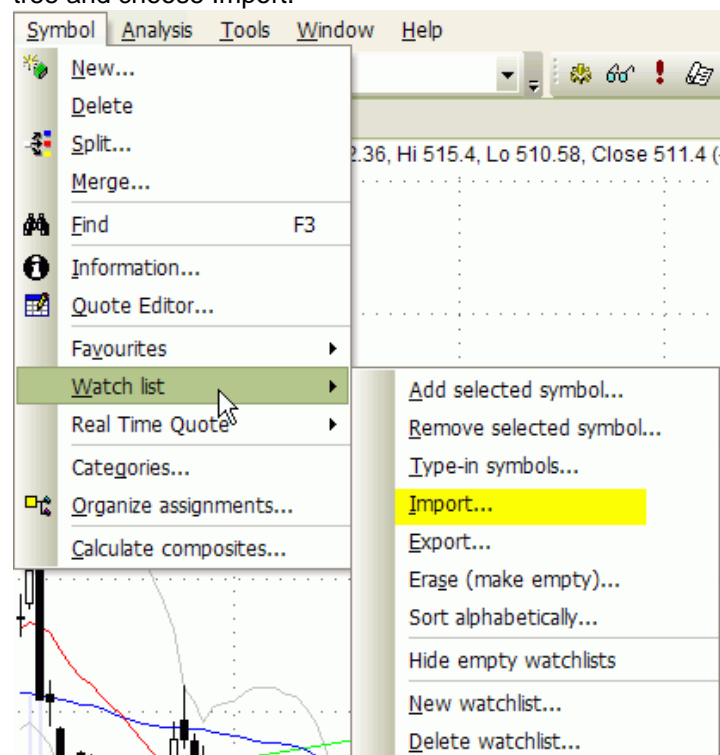 tree and choose Import.
Symbol Analysis Tools Window Help
New...
Delete
Split...
2.36, Hi 515.4, Lo 510.58, Close 511.4 (-
Merge...
Find F3
Information...
Quote Editor...
Favourites
Watch list
Real Time Quote
Categories...
Organize assignments...
Calculate composites...
Add selected symbol...
Remove selected symbol...
Type-in symbols...
Import...
Export...
Erase (make empty)...
Sort alphabetically...
Hide empty watchlists
New watchlist...
Delete watchlist...